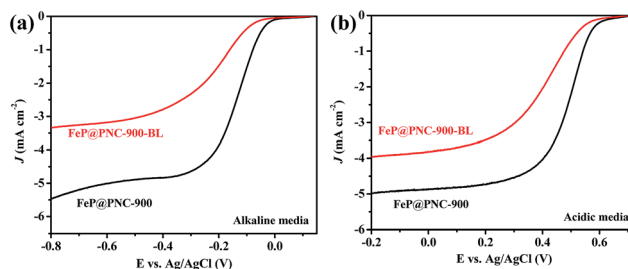 (a)
0
-1
-2
-3
-4
-5
-6
J (mA cm⁻²)
FeP@PNC-900-BL
FeP@PNC-900
Alkaline media
-0.8 -0.6 -0.4 -0.2 0.0
E vs. Ag/AgCl (V)
(b)
0
-1
-2
-3
-4
-5
-6
J (mA cm⁻²)
FeP@PNC-900-BL
FeP@PNC-900
Acidic media
-0.2 0.0 0.2 0.4 0.6
E vs. Ag/AgCl (V)